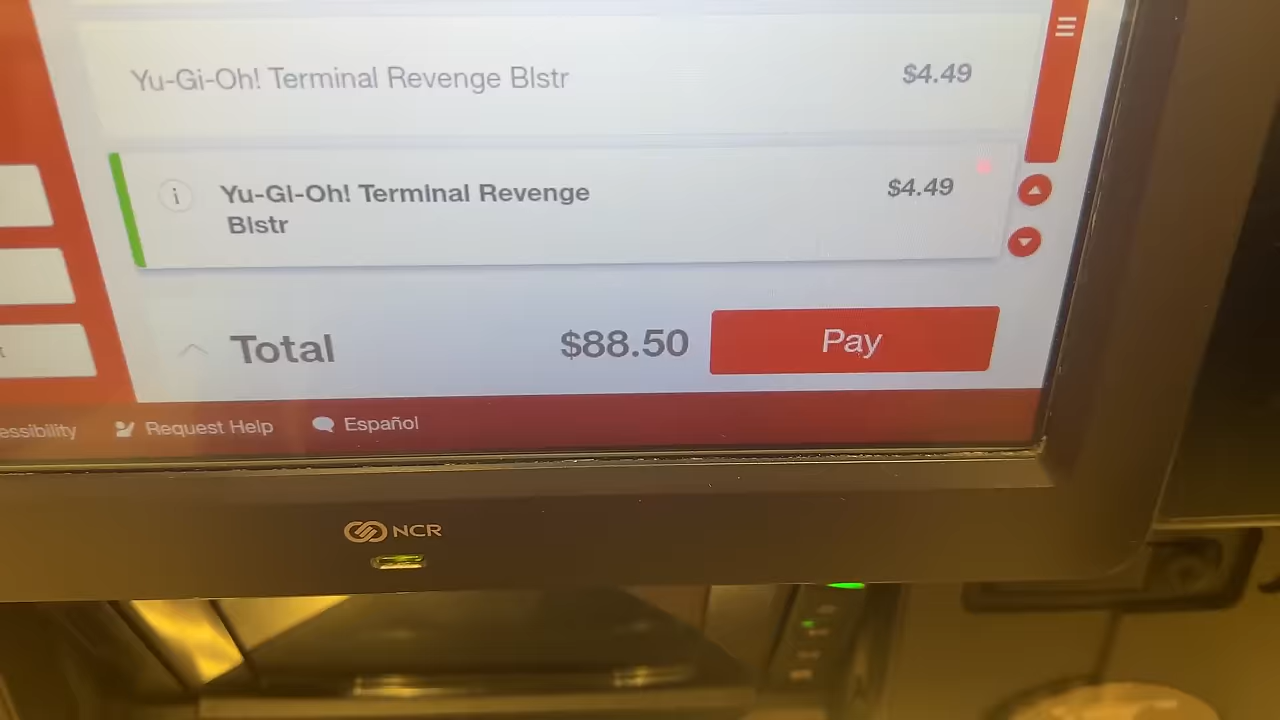 Yu-Gi-Oh! Terminal Revenge Blstr $4.49
i Yu-Gi-Oh! Terminal Revenge $4.49
Blstr
Total $88.50 Pay
essibility Request Help Español
NCR